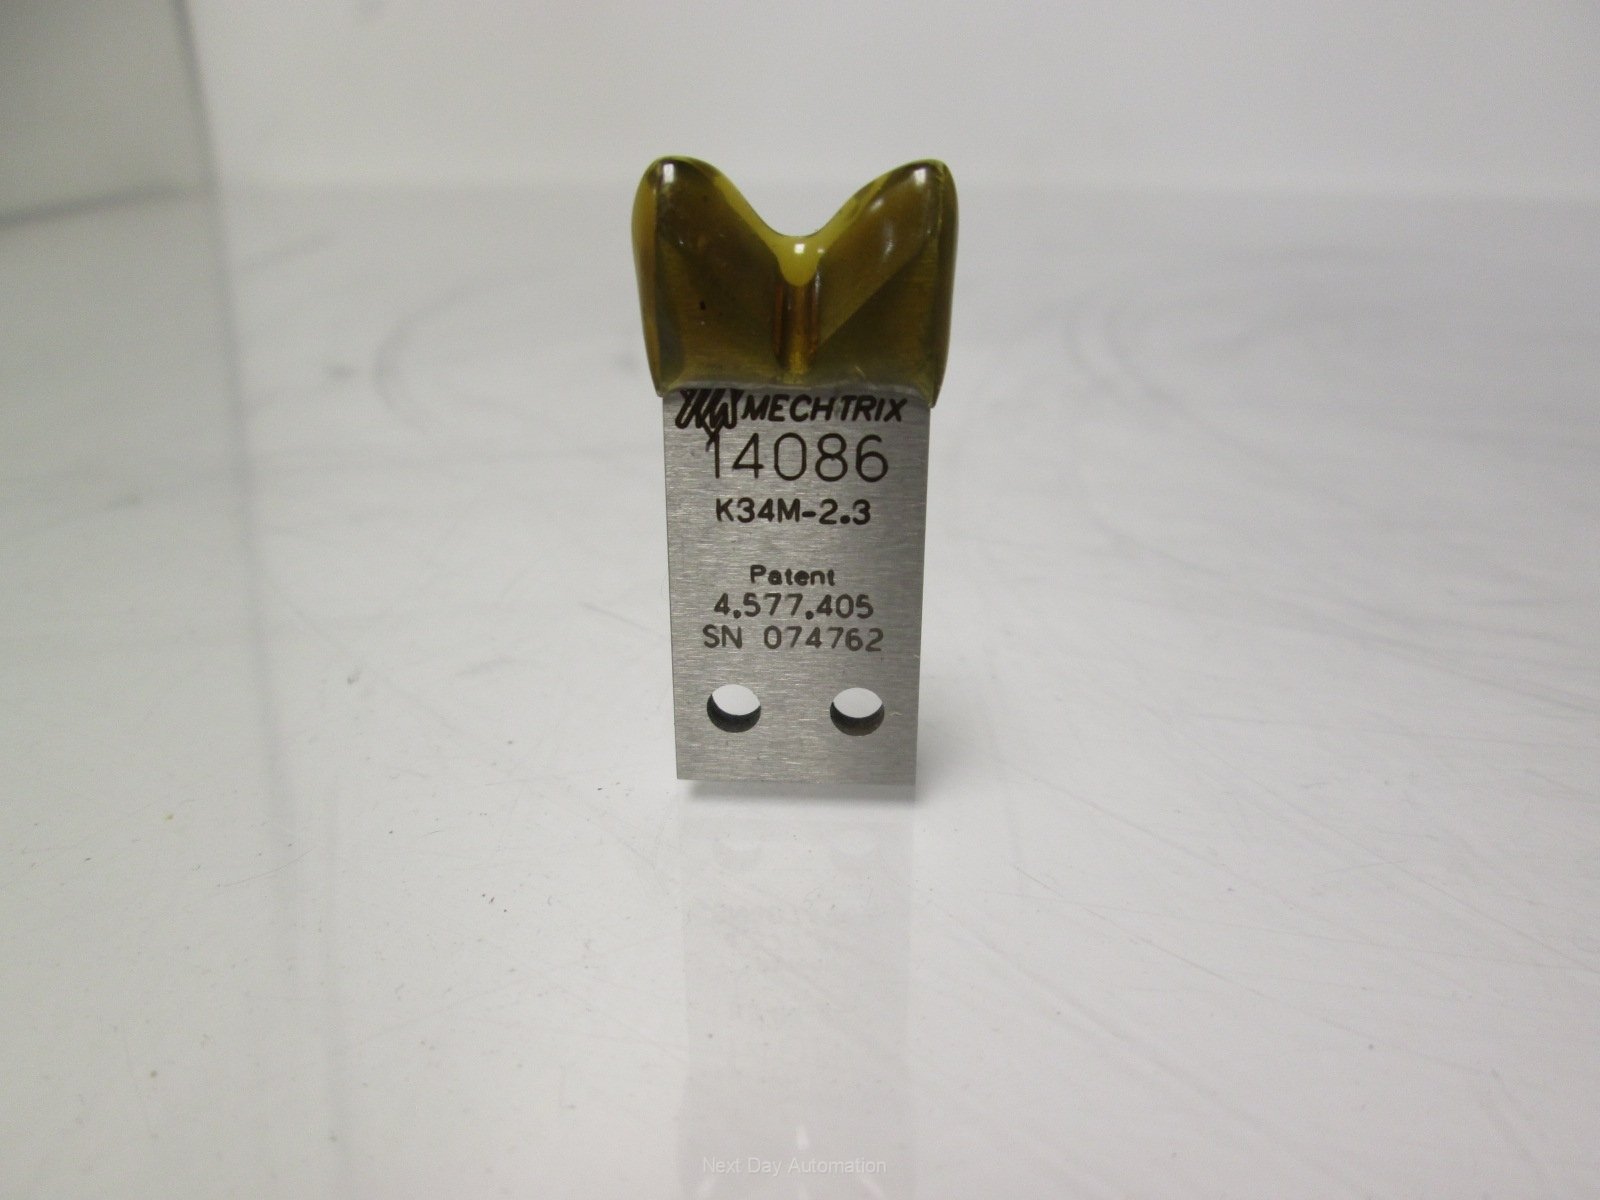 MECHTRIX
14086
K34M-2.3
Patent
4.577.405
SN 074762
Next Day Automation